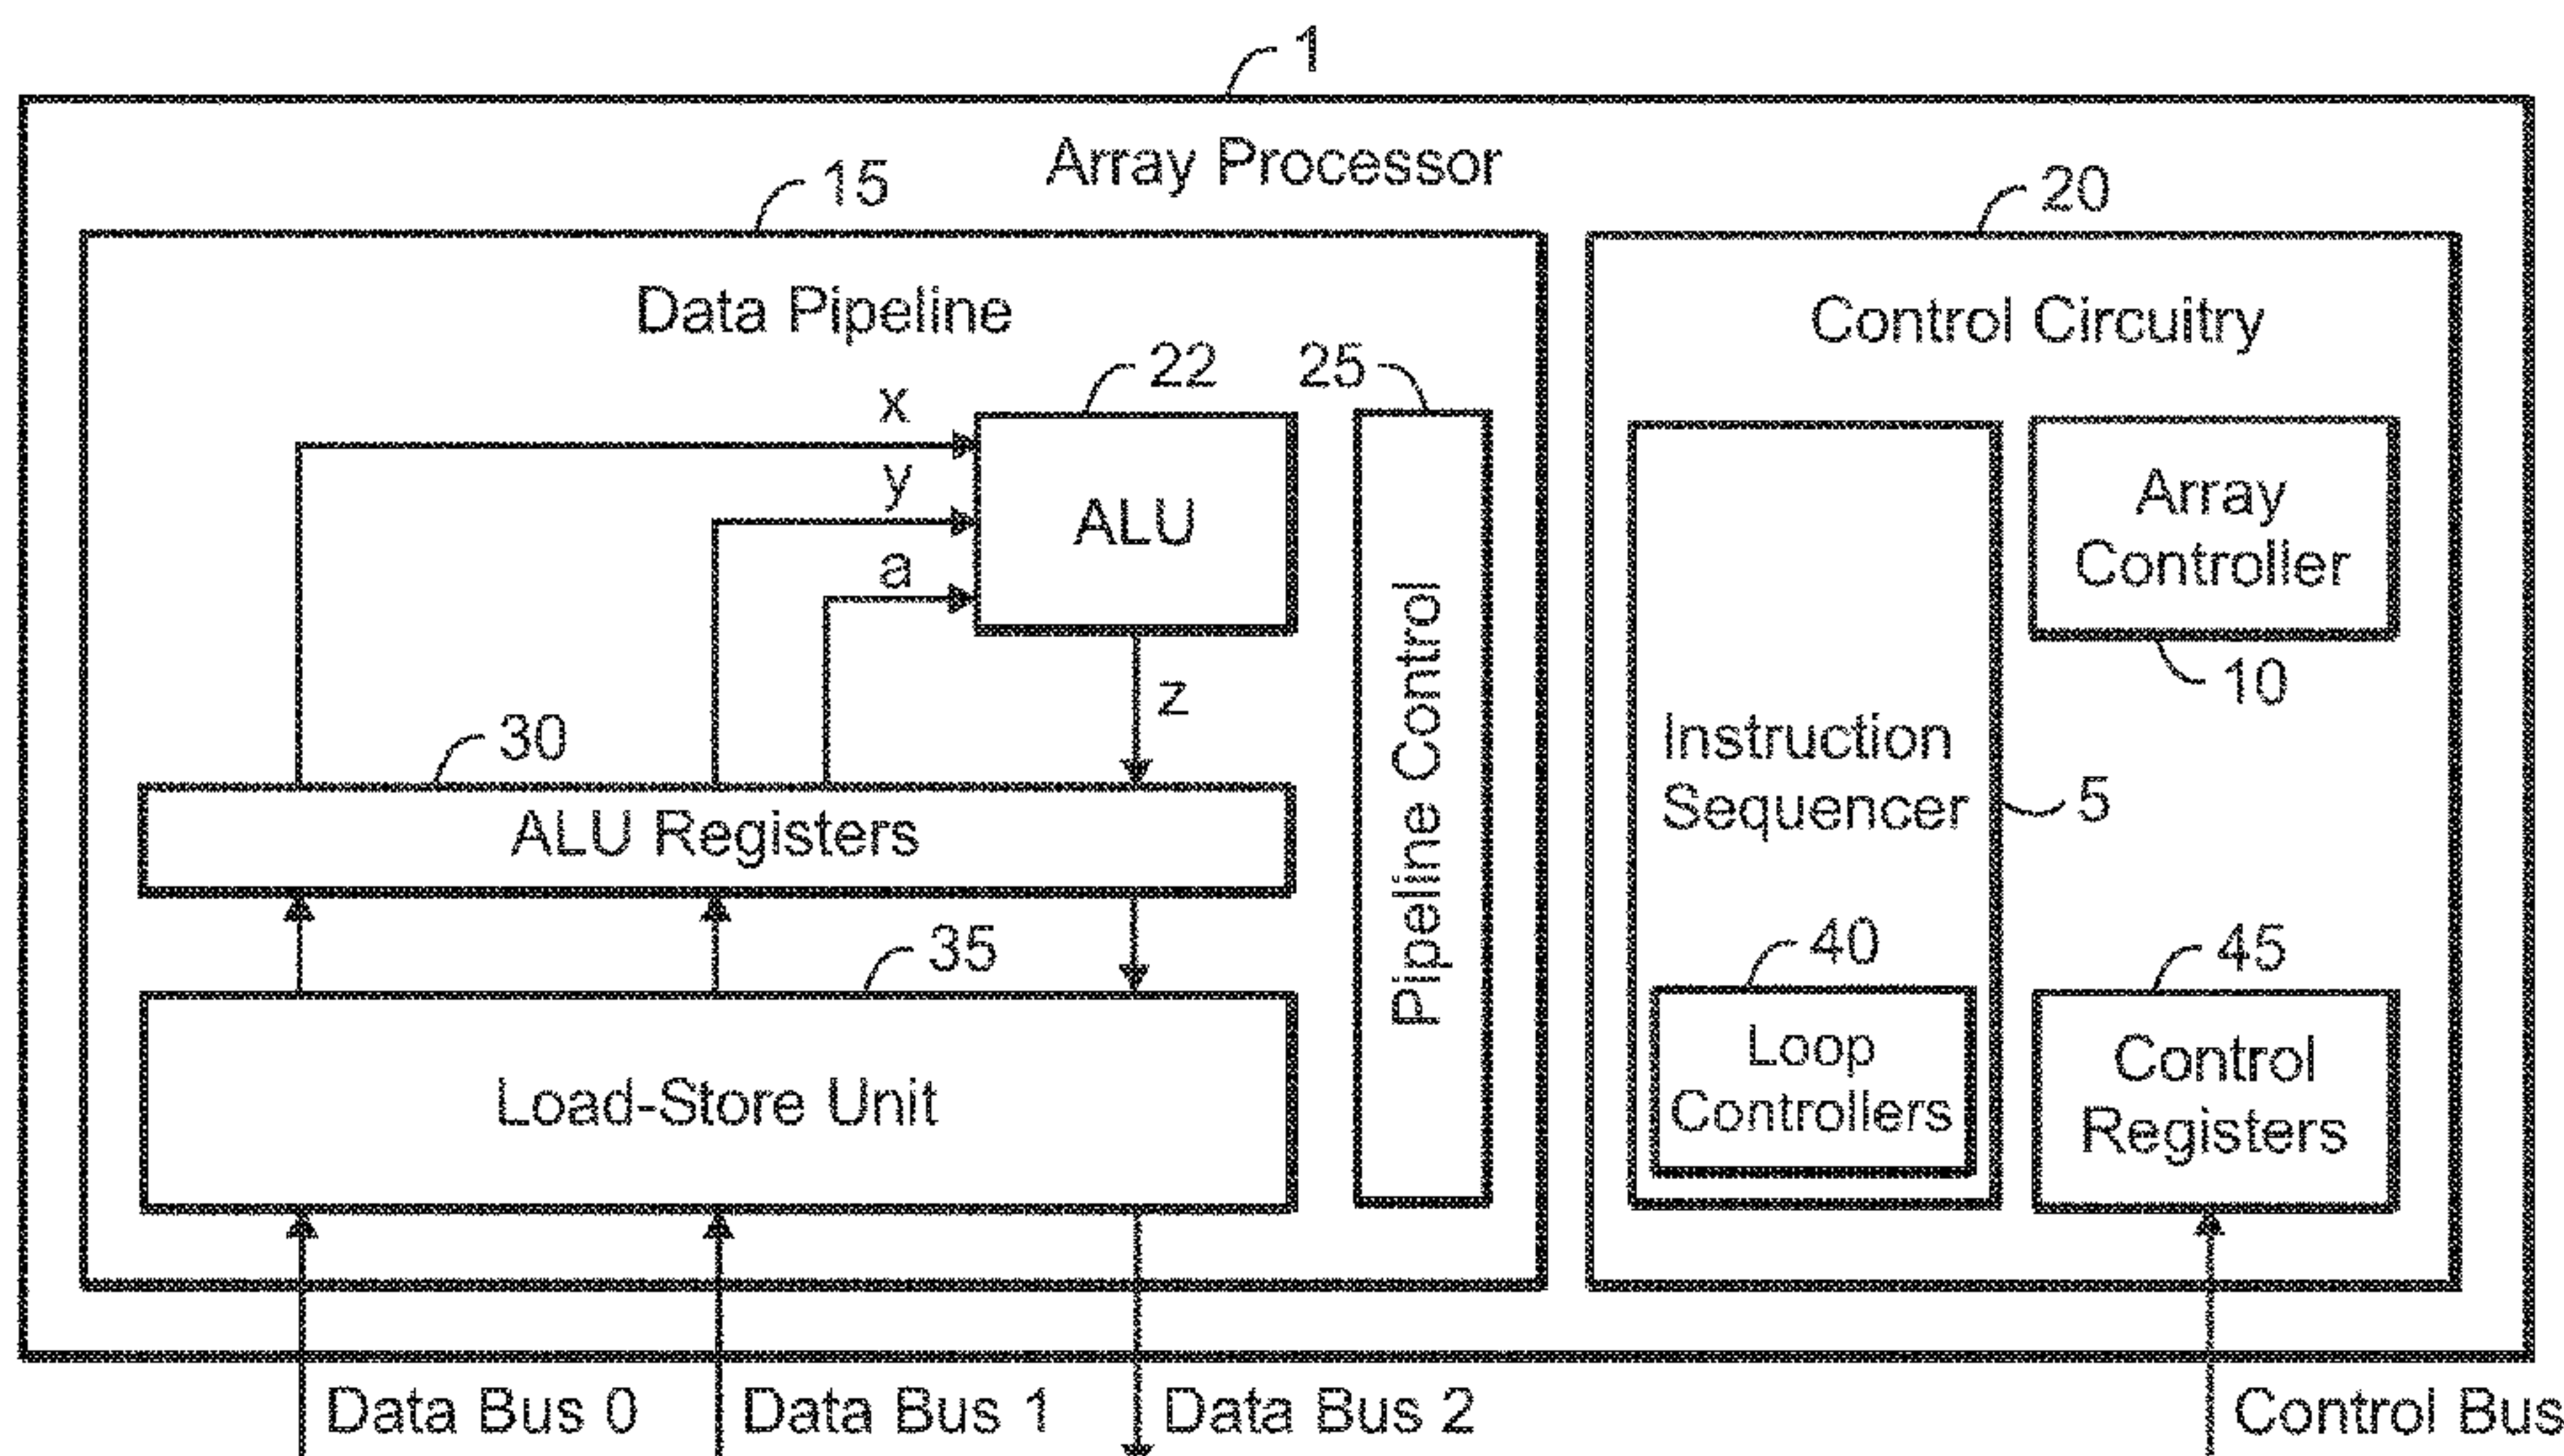 1
Array Processor
15
20
Data Pipeline
Control Circuitry
22
25
x
y
a
ALU
Array
Controller
z
10
30
Pipeline Control
Instruction
Sequencer
5
ALU Registers
35
40
45
Load-Store Unit
Loop
Controllers
Control
Registers
Data Bus 0
Data Bus 1
Data Bus 2
Control Bus